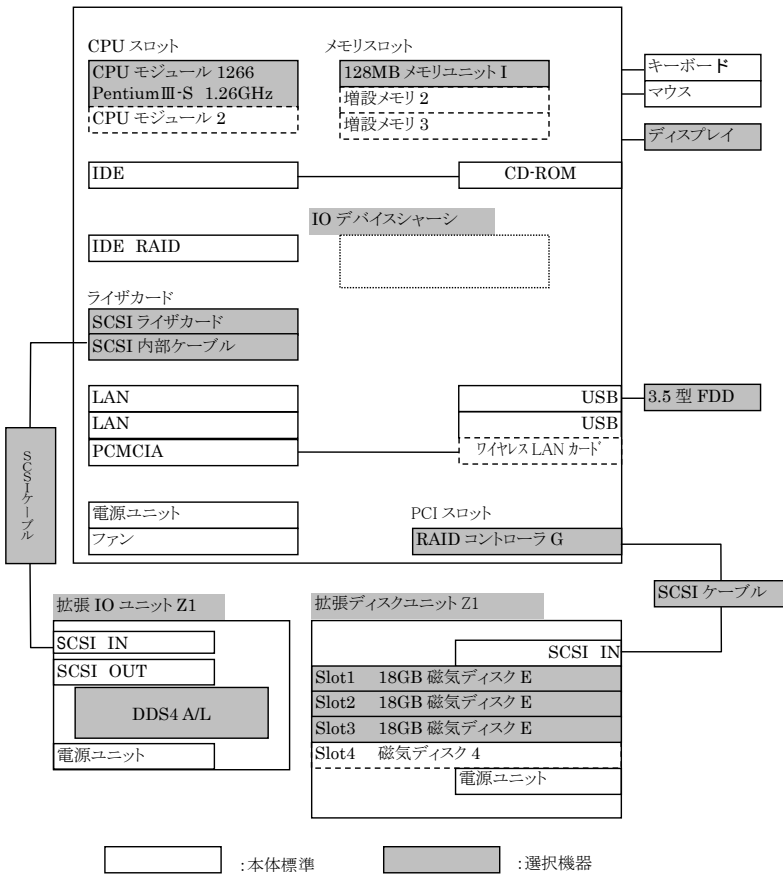 CPU スロット
メモリスロット
CPU モジュール 1266
PentiumⅢ-S 1.26GHz
CPU モジュール 2
128MB メモリユニット I
増設メモリ 2
増設メモリ 3
キーボード
マウス
ディスプレイ
IDE
CD-ROM
IO デバイスシャーシ
IDE RAID
ライザカード
SCSI ライザカード
SCSI 内部ケーブル
LAN
USB
3.5 型 FDD
LAN
USB
PCMCIA
ワイヤレス LAN カード
SCSIケーブル
電源ユニット
ファン
PCI スロット
RAID コントローラ G
SCSI ケーブル
拡張 IO ユニット Z1
SCSI IN
SCSI OUT
DDS4 A/L
電源ユニット
拡張ディスクユニット Z1
SCSI IN
Slot1 18GB 磁気ディスク E
Slot2 18GB 磁気ディスク E
Slot3 18GB 磁気ディスク E
Slot4 磁気ディスク 4
電源ユニット
:本体標準
:選択機器